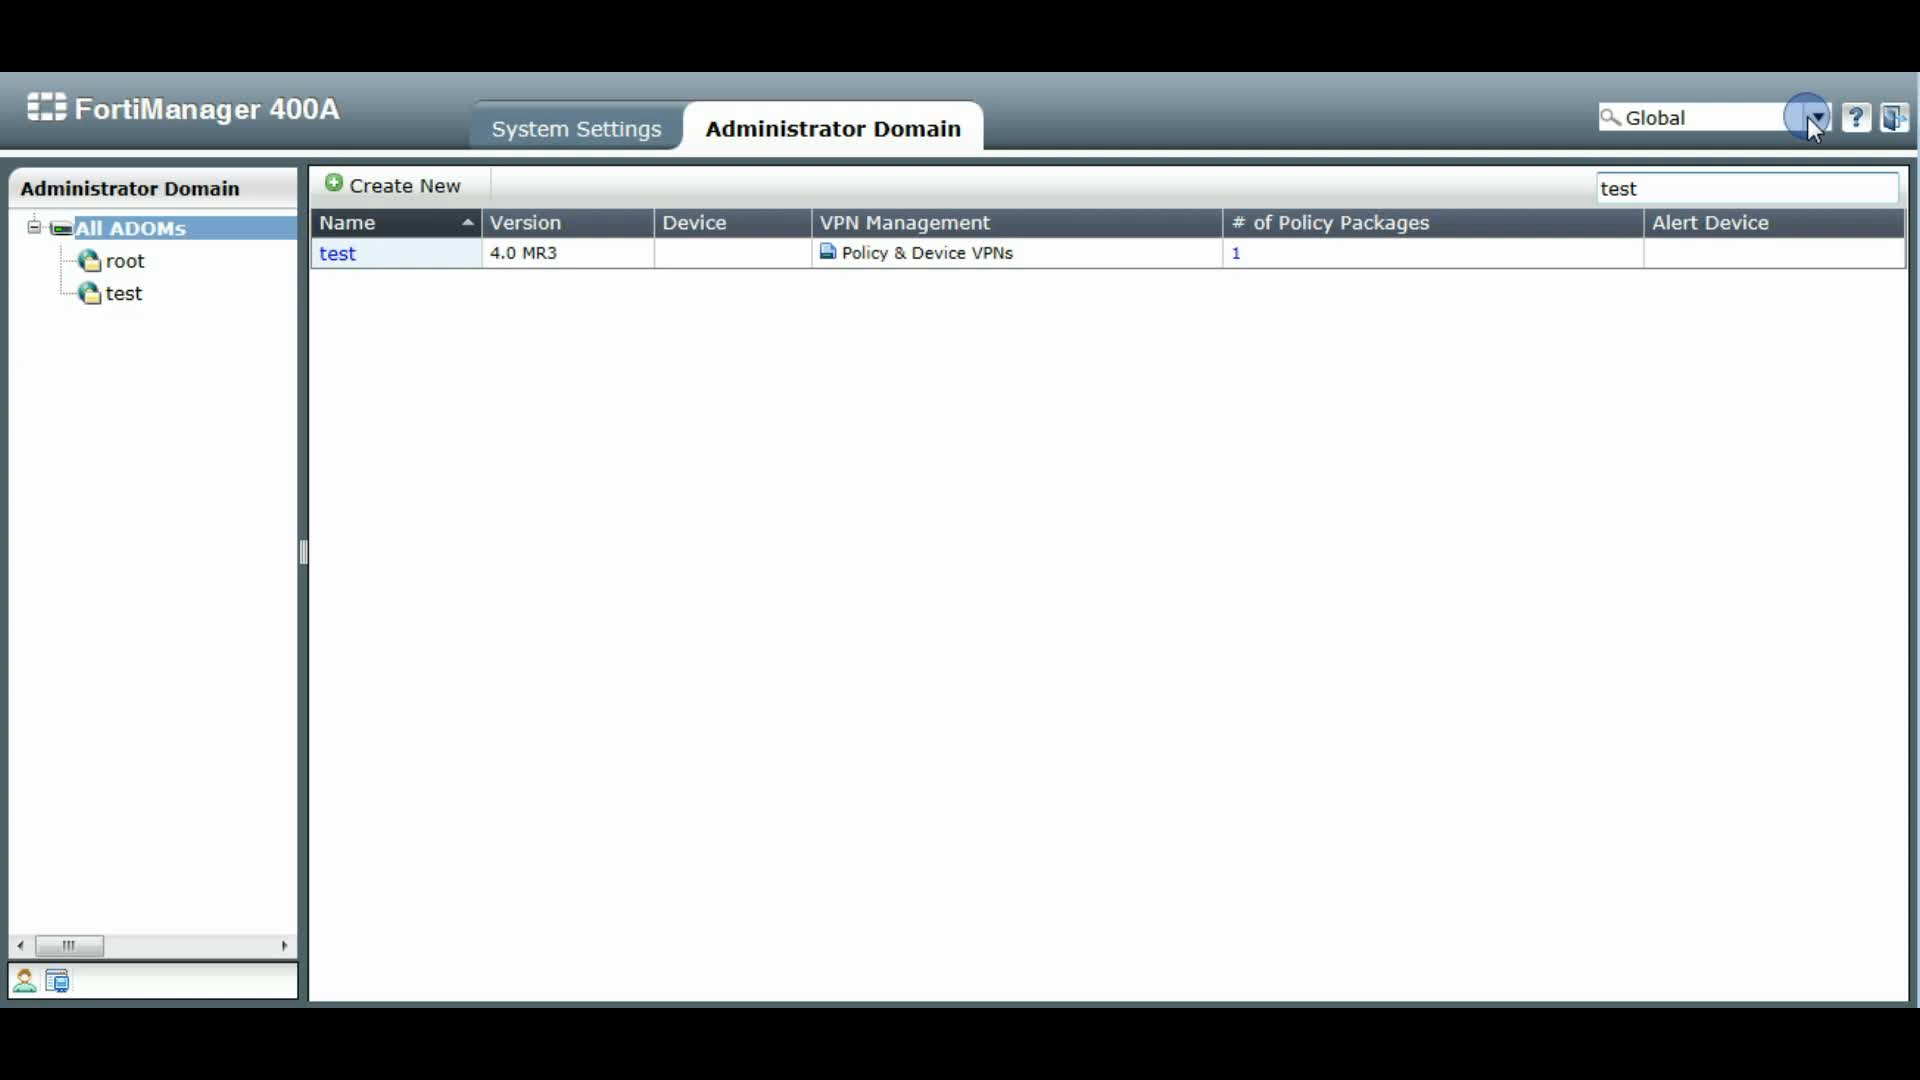 FortiManager 400A
System Settings
Administrator Domain
Global
?
Administrator Domain
All ADOMs
root
test
Create New
test
Name Version Device VPN Management # of Policy Packages Alert Device
test 4.0 MR3 Policy & Device VPNs 1